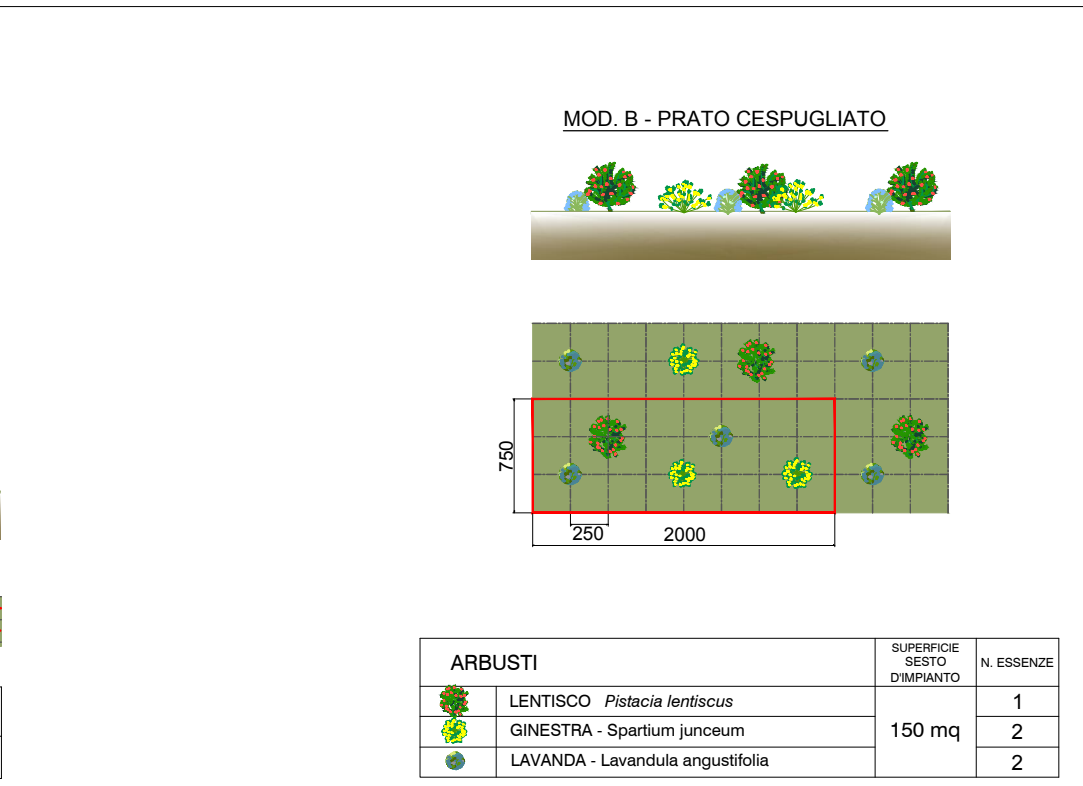 MOD. B - PRATO CESPUGLIATO
750
250
2000
ARBUSTI
SUPERFICIE
SESTO
D'IMPIANTO
N. ESSENZE
LENTISCO Pistacia lentiscus
1
GINESTRA - Spartium junceum
150 mq
2
LAVANDA - Lavandula angustifolia
2